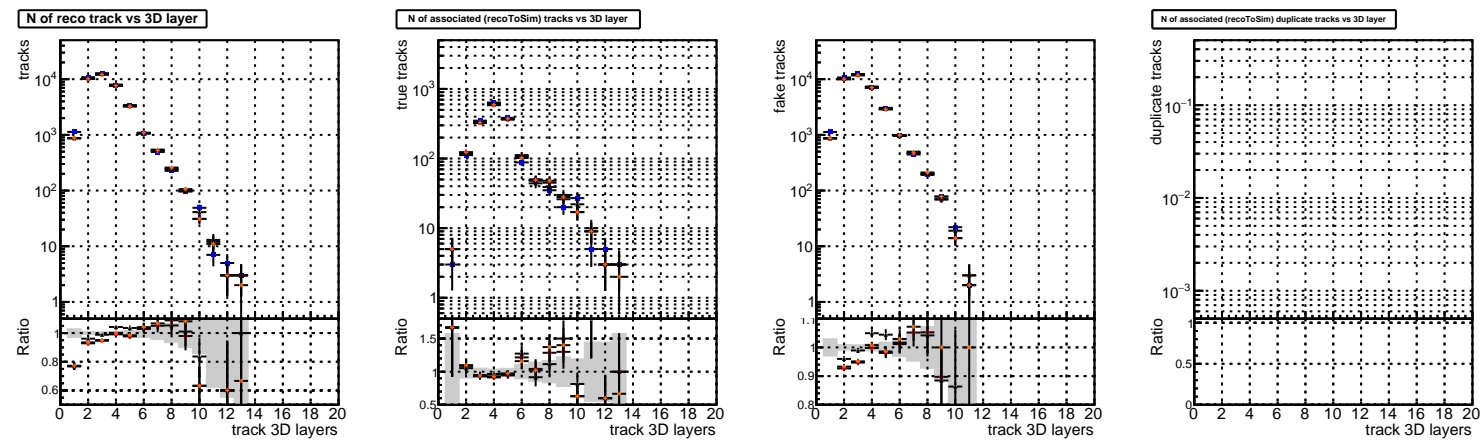 N of reco track vs 3D layer
tracks
10⁴
10³
10²
10
1
Ratio
1
0.8
0.6
0 2 4 6 8 10 12 14 16 18 20
track 3D layers
N of associated (recoToSim) tracks vs 3D layer
true tracks
10³
10²
10
1
Ratio
1.5
1
0.5
0 2 4 6 8 10 12 14 16 18 20
track 3D layers
fake tracks
10⁴
10³
10²
10
1
Ratio
1.1
1
0.9
0.8
0 2 4 6 8 10 12 14 16 18 20
track 3D layers
N of associated (recoToSim) duplicate tracks vs 3D layer
duplicate tracks
10⁻¹
10⁻²
10⁻³
Ratio
1
0.5
0
0 2 4 6 8 10 12 14 16 18 20
track 3D layers